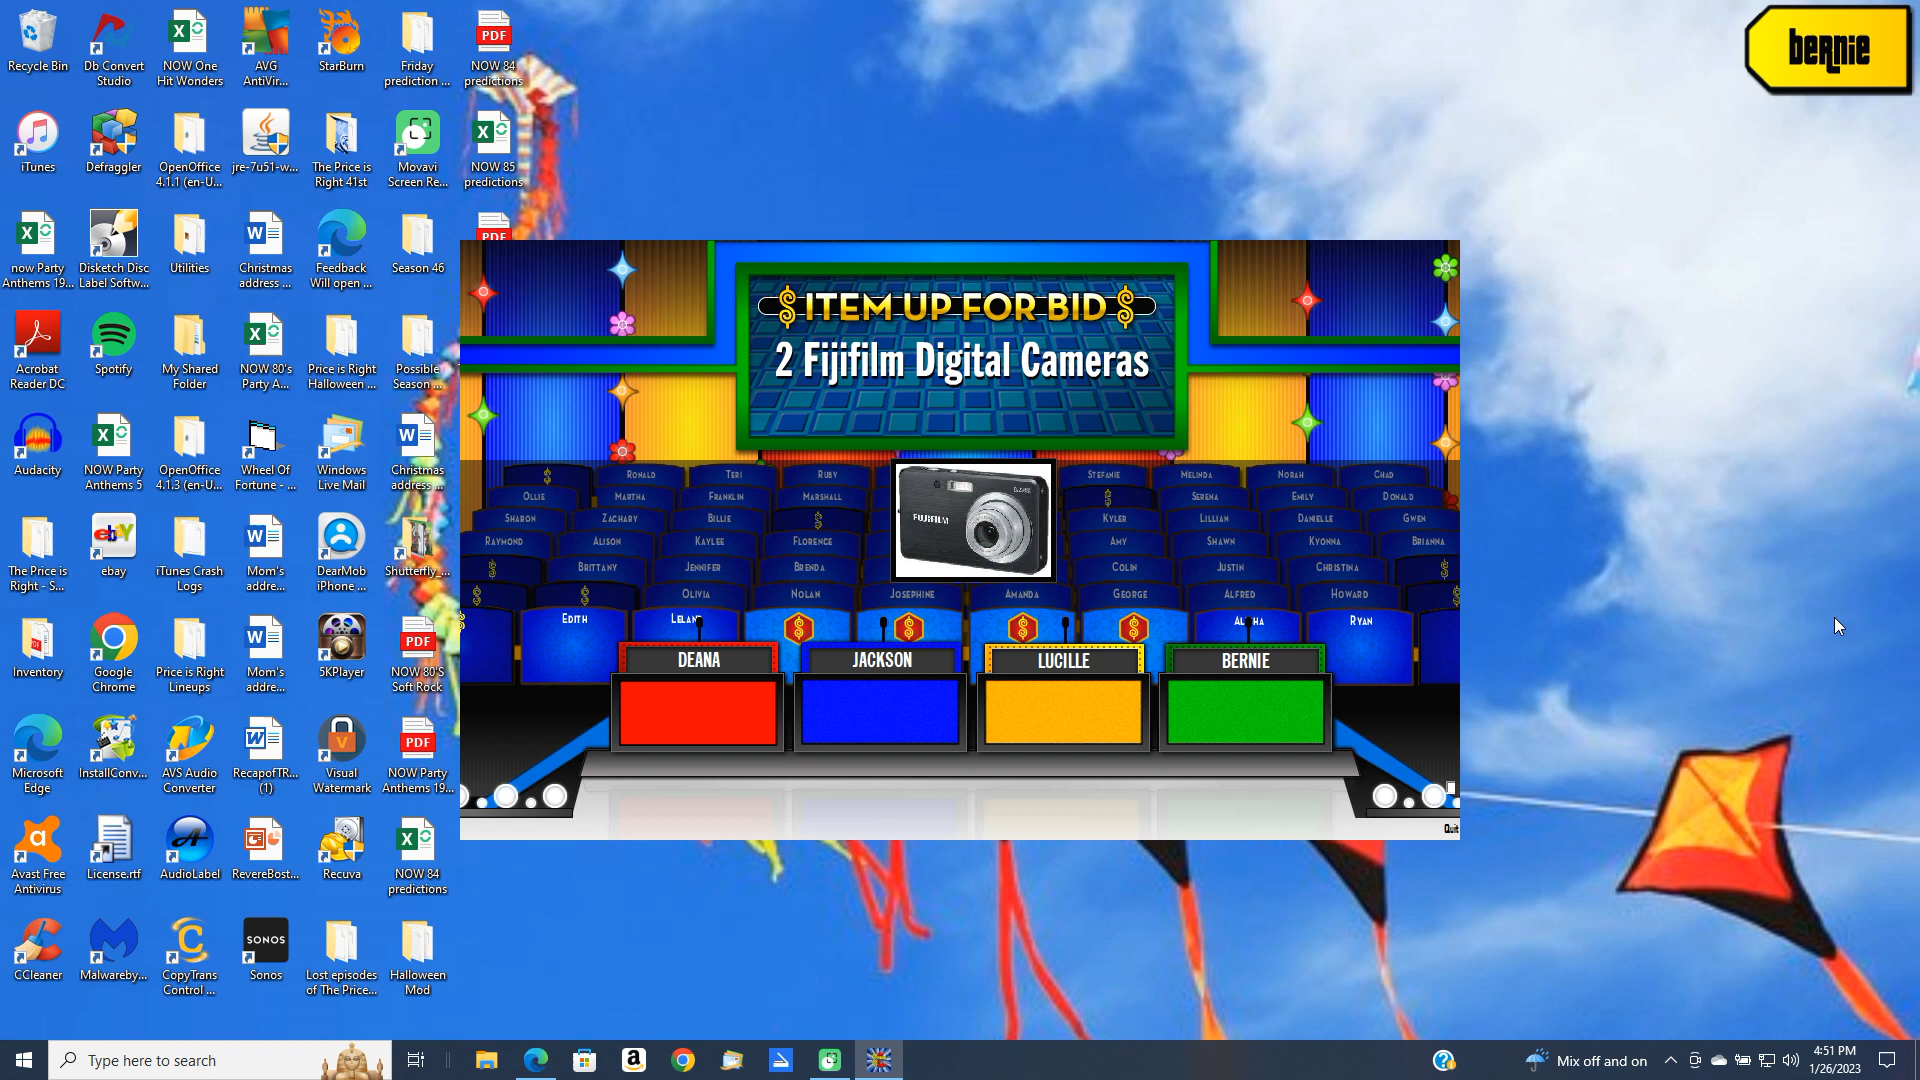 Recycle Bin
Db Convert
Studio
NOW One
Hit Wonders
AVG
AntiVir...
StarBurn
Friday
prediction ...
PDF
NOW 84
predictions
bernie
iTunes
Defraggler
OpenOffice
4.1.1 (en-U...
jre-7u51-w...
The Price is
Right 41st
Movavi
Screen Re...
NOW 85
predictions
now Party
Anthems 19...
Disketch Disc
Label Softw...
Utilities
Christmas
address ...
Feedback
Will open ...
Season 46
PDF
Acrobat
Reader DC
Spotify
My Shared
Folder
NOW 80's
Party A...
Price is Right
Halloween ...
Possible
Season ...
Audacity
NOW Party
Anthems 5
OpenOffice
4.1.3 (en-U...
Wheel Of
Fortune - ...
Windows
Live Mail
Christmas
address ...
The Price is
Right - S...
ebay
ebay
iTunes Crash
Logs
Mom's
addre...
DearMob
iPhone ...
Shutterfly_...
Inventory
Google
Chrome
Price is Right
Lineups
Mom's
addre...
5KPlayer
PDF
NOW 80'S
Soft Rock
Microsoft
Edge
InstallConv...
AVS Audio
Converter
RecapofTR...
(1)
Visual
Watermark
PDF
NOW Party
Anthems 19...
Avast Free
Antivirus
License.rtf
AudioLabel
RevereBost...
Recuva
NOW 84
predictions
CCleaner
Malwareby...
CopyTrans
Control ...
SONOS
Sonos
Lost episodes
of The Price...
Halloween
Mod
$ ITEM UP FOR BID $
2 Fijifilm Digital Cameras
RONALD TERI RUBY STEFANIE MELINDA NORAH CHAD
OLLIE MARTHA FRANKLIN MARSHALL SERENA EMILY DONALD
SHARON ZACHARY BILLIE KYLER LILLIAN DANIELLE GWEN
RAYMOND ALISON KAYLEE FLORENCE AMY SHAWN KYONNA BRIANNA
BRITTANY JENNIFER BRENDA COLIN JUSTIN CHRISTINA
OLIVIA NOLAN JOSEPHINE AMANDA GEORGE ALFRED HOWARD
EDITH RYAN
FUJIFILM
DEANA JACKSON LUCILLE BERNIE
Quit
Type here to search
Mix off and on
4:51 PM
1/26/2023